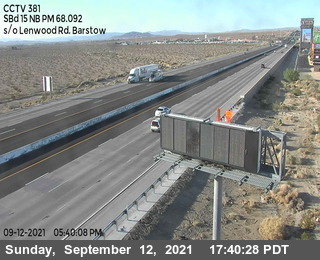 CCTV 381
SBd 15 NB PM 68.092
s/o Lenwood Rd. Barstow
09-12-2021 05:40:08 PM
Sunday, September 12, 2021 17:40:28 PDT